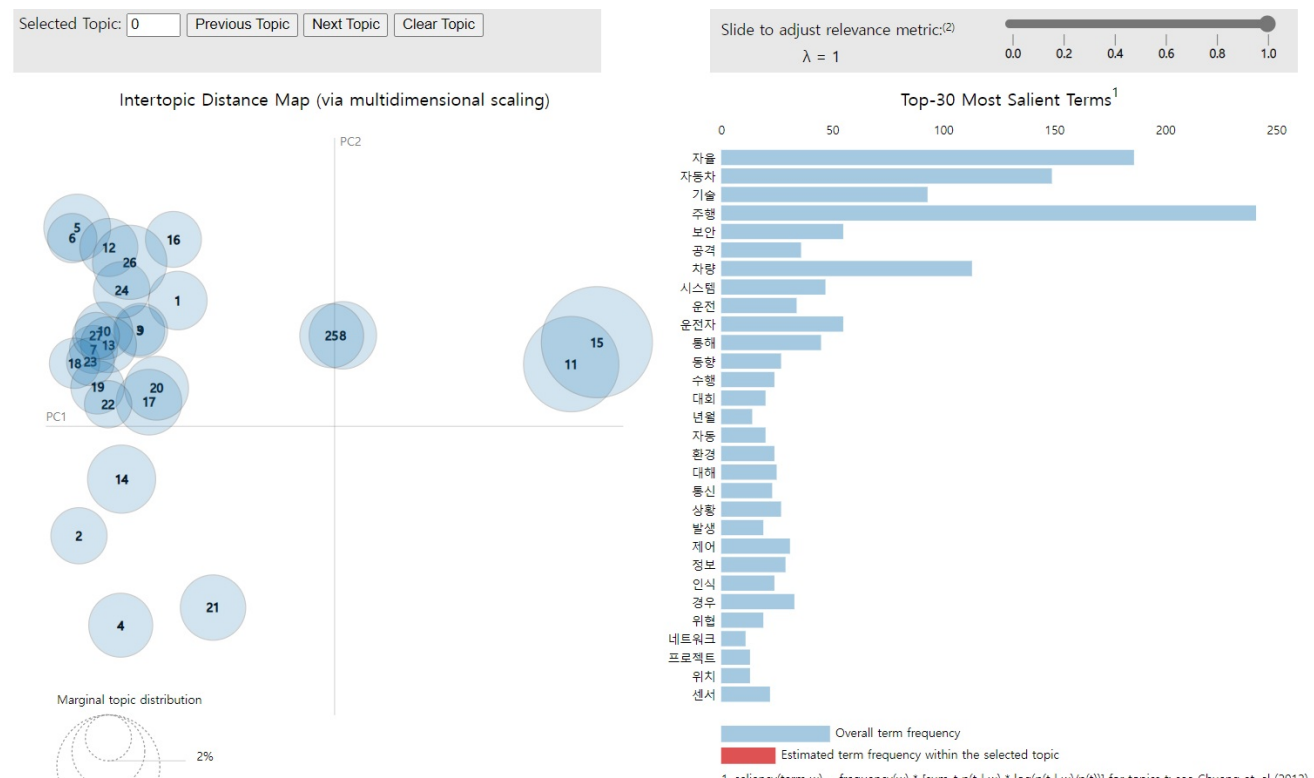 Selected Topic: 0 Previous Topic Next Topic Clear Topic
Slide to adjust relevance metric:(2)
λ = 1
0.0 0.2 0.4 0.6 0.8 1.0
Intertopic Distance Map (via multidimensional scaling)
PC2
PC1
5
6
12
16
26
24
1
9
10
27
13
7
18
23
19
20
22
17
258
15
11
14
2
21
4
Marginal topic distribution
2%
Top-30 Most Salient Terms1
0 50 100 150 200 250
자율
자동차
기술
주행
보안
공격
차량
시스템
운전
운전자
통해
동향
수행
대회
년월
자동
환경
대해
통신
상황
발생
제어
정보
인식
경우
위협
네트워크
프로젝트
위치
센서
Overall term frequency
Estimated term frequency within the selected topic